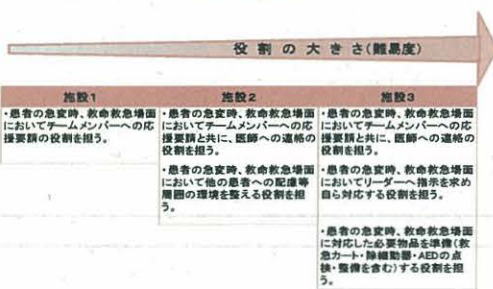 役割の大きさ(難易度)
施設1
・患者の急変時、救命救急場面
においてチームメンバーへの応
援要請の役割を担う。
施設2
・患者の急変時、救命救急場面
においてチームメンバーへの応
援要請と共に、医師への連絡の
役割を担う。
・患者の急変時、救命救急場面
において他の患者への配慮等
周囲の環境を整える役割を担
う。
施設3
・患者の急変時、救命救急場面
においてチームメンバーへの応
援要請と共に、医師への連絡の
役割を担う。
・患者の急変時、救命救急場面
においてリーダーへ指示を求め
自ら対応する役割を担う。
・患者の急変時、救命救急場面
に対応した必要物品を準備(救
急カート・除細動器・AEDの点
検・整備を含む)する役割を担
う。